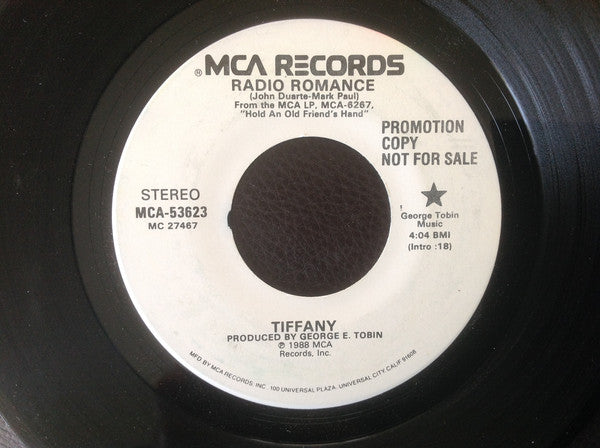 ® MCA RECORDS
RADIO ROMANCE
(John Duarte-Mark Paul)
From the MCA LP, MCA-6267,
"Hold An Old Friend's Hand"
PROMOTION
COPY
NOT FOR SALE
STEREO
MCA-53623
MC 27467
George Tobin
Music
4:04 BMI
(Intro :18)
TIFFANY
PRODUCED BY GEORGE E. TOBIN
℗ 1988 MCA
Records, Inc.
MFD BY MCA RECORDS, INC. 100 UNIVERSAL PLAZA, UNIVERSAL CITY, CALIF 91608